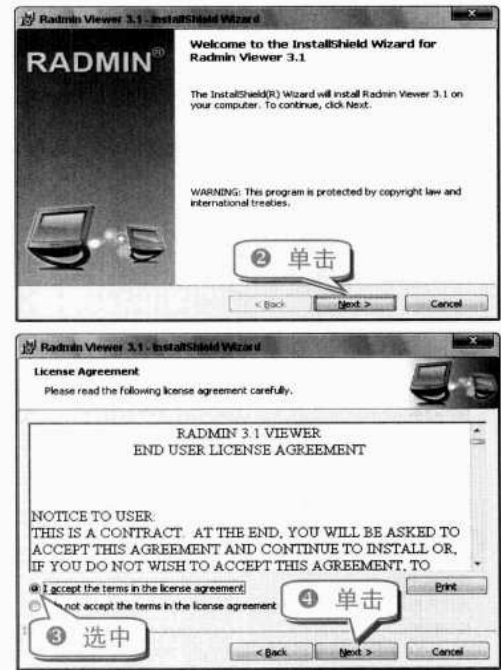 Radmin Viewer 3.1 - InstallShield Wizard
RADMIN®
Welcome to the InstallShield Wizard for
Radmin Viewer 3.1
The InstallShield(R) Wizard will install Radmin Viewer 3.1 on
your computer. To continue, click Next.
WARNING: This program is protected by copyright law and
international treaties.
❷ 单击
< Back
Next >
Cancel
Radmin Viewer 3.1 - InstallShield Wizard
License Agreement
Please read the following license agreement carefully.
RADMIN 3.1 VIEWER
END USER LICENSE AGREEMENT
NOTICE TO USER:
THIS IS A CONTRACT. AT THE END, YOU WILL BE ASKED TO
ACCEPT THIS AGREEMENT AND CONTINUE TO INSTALL OR,
IF YOU DO NOT WISH TO ACCEPT THIS AGREEMENT, TO
I accept the terms in the license agreement
Print
not accept the terms in the license agreement
❹ 单击
❸ 选中
< Back
Next >
Cancel